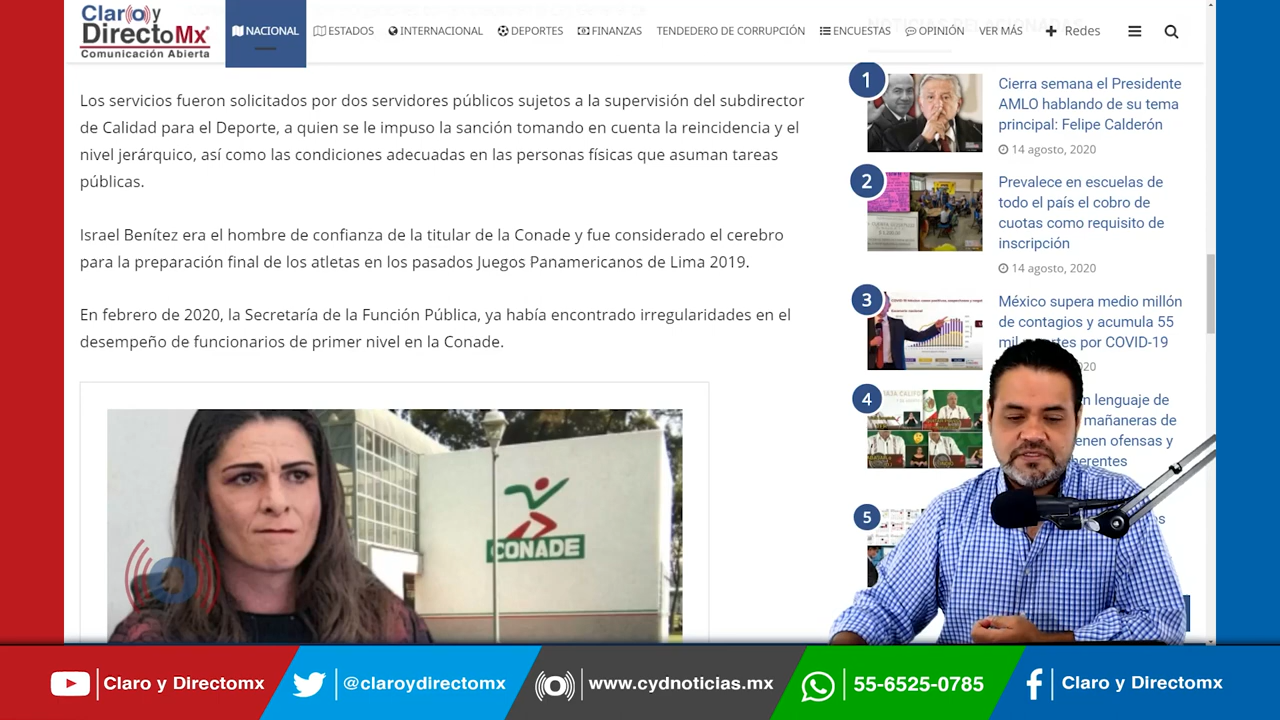 Claro y
DirectoMx
Comunicación Abierta
NACIONAL
ESTADOS
INTERNACIONAL
DEPORTES
FINANZAS
TENDEDERO DE CORRUPCIÓN
ENCUESTAS
OPINIÓN
VER MÁS
Redes
NOTICIAS RELACIONADAS
Los servicios fueron solicitados por dos servidores públicos sujetos a la supervisión del subdirector
de Calidad para el Deporte, a quien se le impuso la sanción tomando en cuenta la reincidencia y el
nivel jerárquico, así como las condiciones adecuadas en las personas físicas que asuman tareas
públicas.
Israel Benítez era el hombre de confianza de la titular de la Conade y fue considerado el cerebro
para la preparación final de los atletas en los pasados Juegos Panamericanos de Lima 2019.
En febrero de 2020, la Secretaría de la Función Pública, ya había encontrado irregularidades en el
desempeño de funcionarios de primer nivel en la Conade.
CONADE
1
Cierra semana el Presidente
AMLO hablando de su tema
principal: Felipe Calderón
14 agosto, 2020
2
Prevalece en escuelas de
todo el país el cobro de
cuotas como requisito de
inscripción
14 agosto, 2020
3
México supera medio millón
de contagios y acumula 55
mil por COVID-19
4
lenguaje de
mañaneras de
ofensas y
5
Claro y Directomx
@claroydirectomx
www.cydnoticias.mx
55-6525-0785
Claro y Directomx